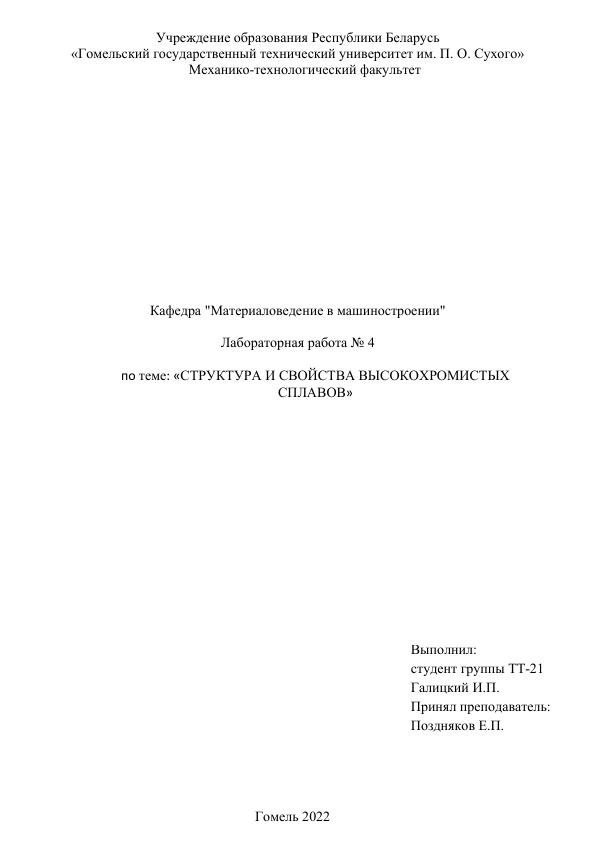 Учреждение образования Республики Беларусь
«Гомельский государственный технический университет им. П. О. Сухого»
Механико-технологический факультет
Кафедра "Материаловедение в машиностроении"
Лабораторная работа № 4
по теме: «СТРУКТУРА И СВОЙСТВА ВЫСОКОХРОМИСТЫХ
СПЛАВОВ»
Выполнил:
студент группы ТТ-21
Галицкий И.П.
Принял преподаватель:
Поздняков Е.П.
Гомель 2022